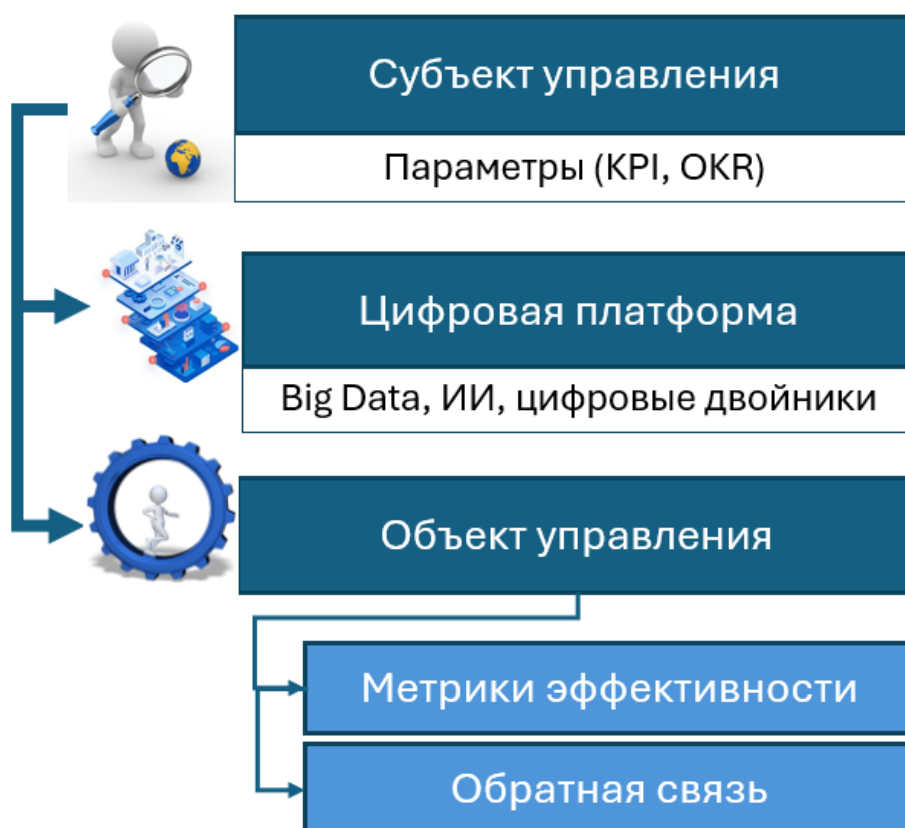 Субъект управления
Параметры (KPI, OKR)
Цифровая платформа
Big Data, ИИ, цифровые двойники
Объект управления
Метрики эффективности
Обратная связь